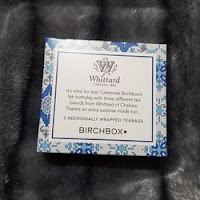 W
Whittard
CHELSEA 1886
It's time for tea! Celebrate Birchbox's
5th birthday with three different tea
blends from Whittard of Chelsea.
There's an extra surprise inside too...
3 INDIVIDUALLY WRAPPED TEABAGS
BIRCHBOX